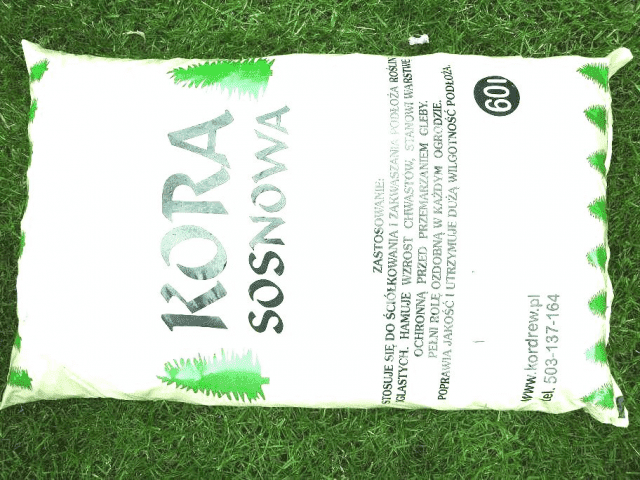 KORA
SOSNOWA
ZASTOSOWANIE:
STOSUJE SIĘ DO ŚCIÓŁKOWANIA I ZAKWASZANIA PODŁOŻA ROŚLIN
IGLASTYCH. HAMUJE WZROST CHWASTÓW, STANOWI WARSTWĘ
OCHRONNĄ PRZED PRZEMARZANIEM GLEBY.
PEŁNI ROLĘ OZDOBNĄ W KAŻDYM OGRODZIE.
POPRAWIA JAKOŚĆ I UTRZYMUJE DUŻĄ WILGOTNOŚĆ PODŁOŻA.
60l
www.kordrew.pl
tel. 503-137-164